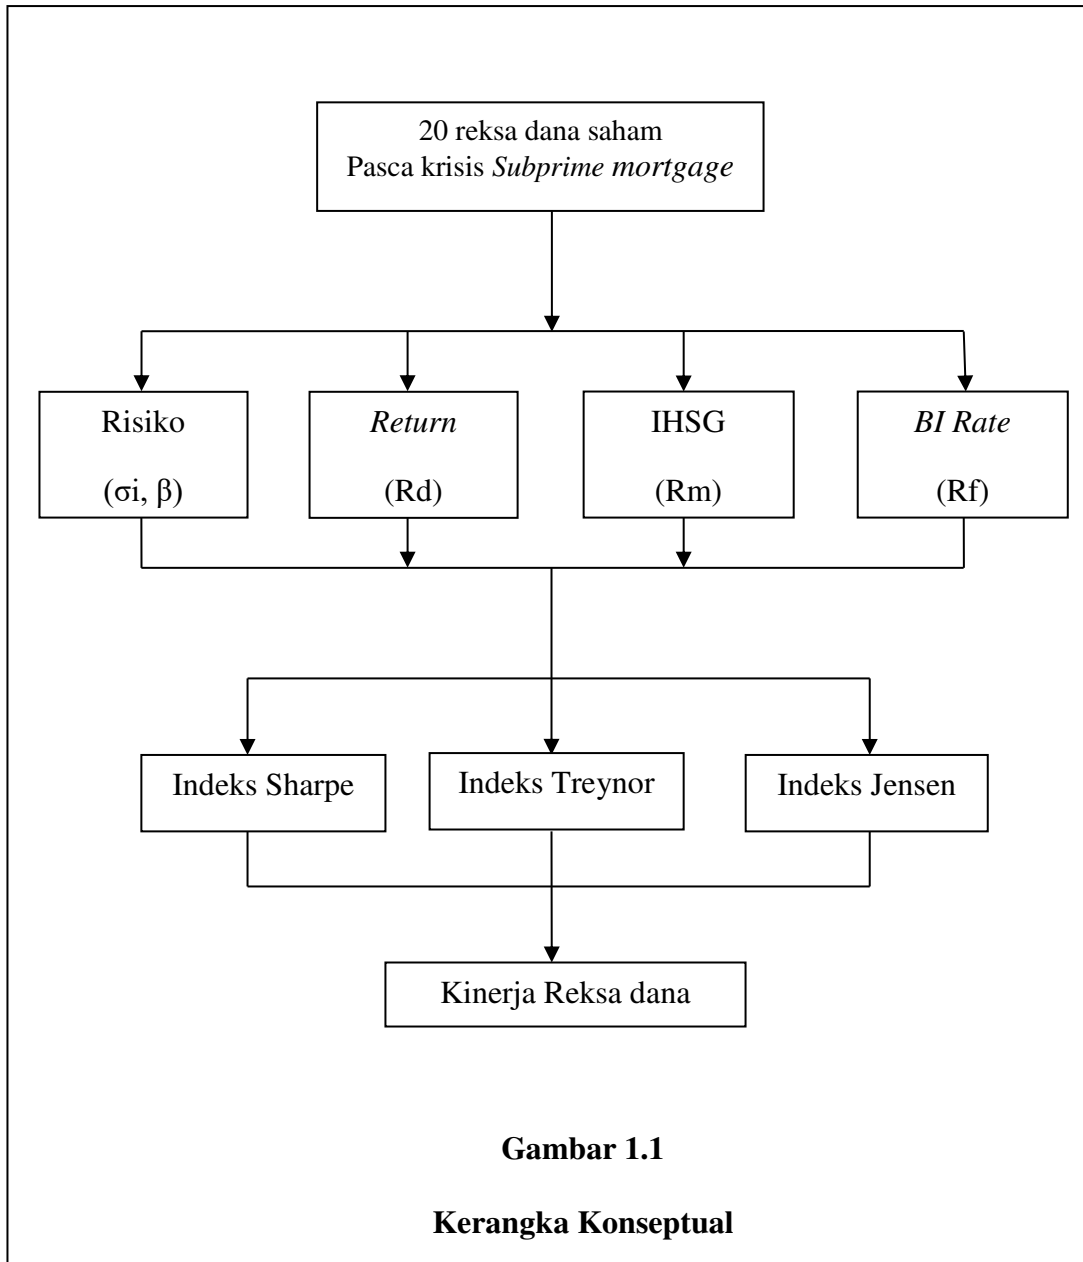 20 reksa dana saham
Pasca krisis Subprime mortgage
Risiko
(σi, β)
Return
(Rd)
IHSG
(Rm)
BI Rate
(Rf)
Indeks Sharpe
Indeks Treynor
Indeks Jensen
Kinerja Reksa dana
Gambar 1.1
Kerangka Konseptual